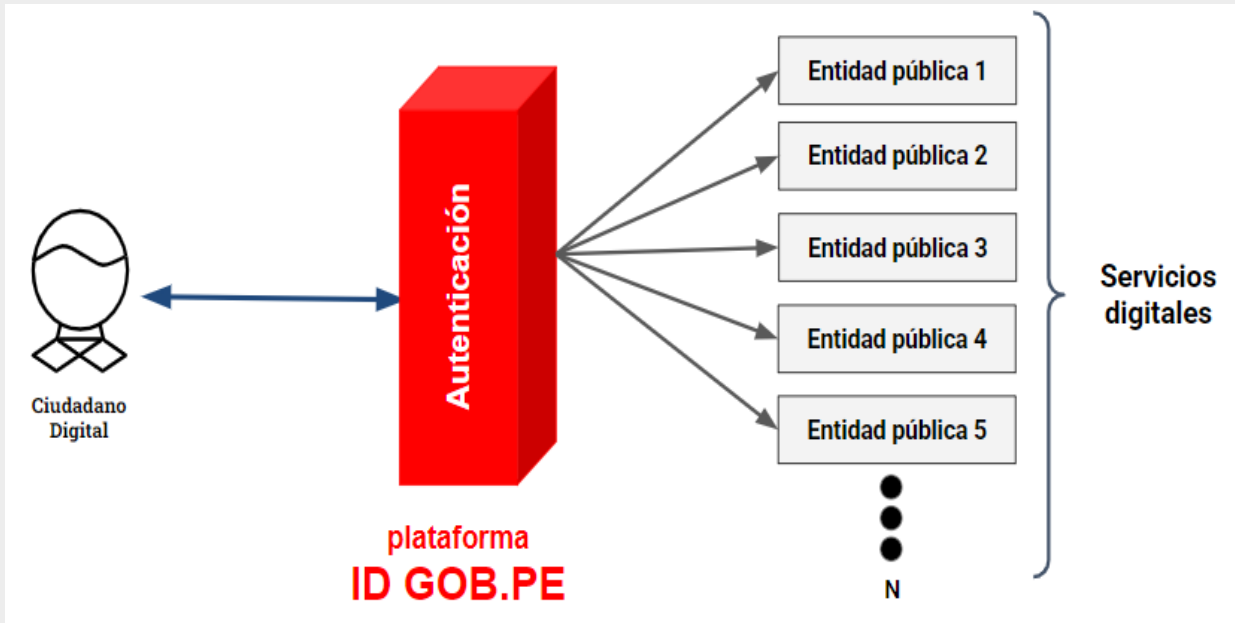 Ciudadano
Digital
Autenticación
plataforma
ID GOB.PE
Entidad pública 1
Entidad pública 2
Entidad pública 3
Entidad pública 4
Entidad pública 5
N
Servicios
digitales